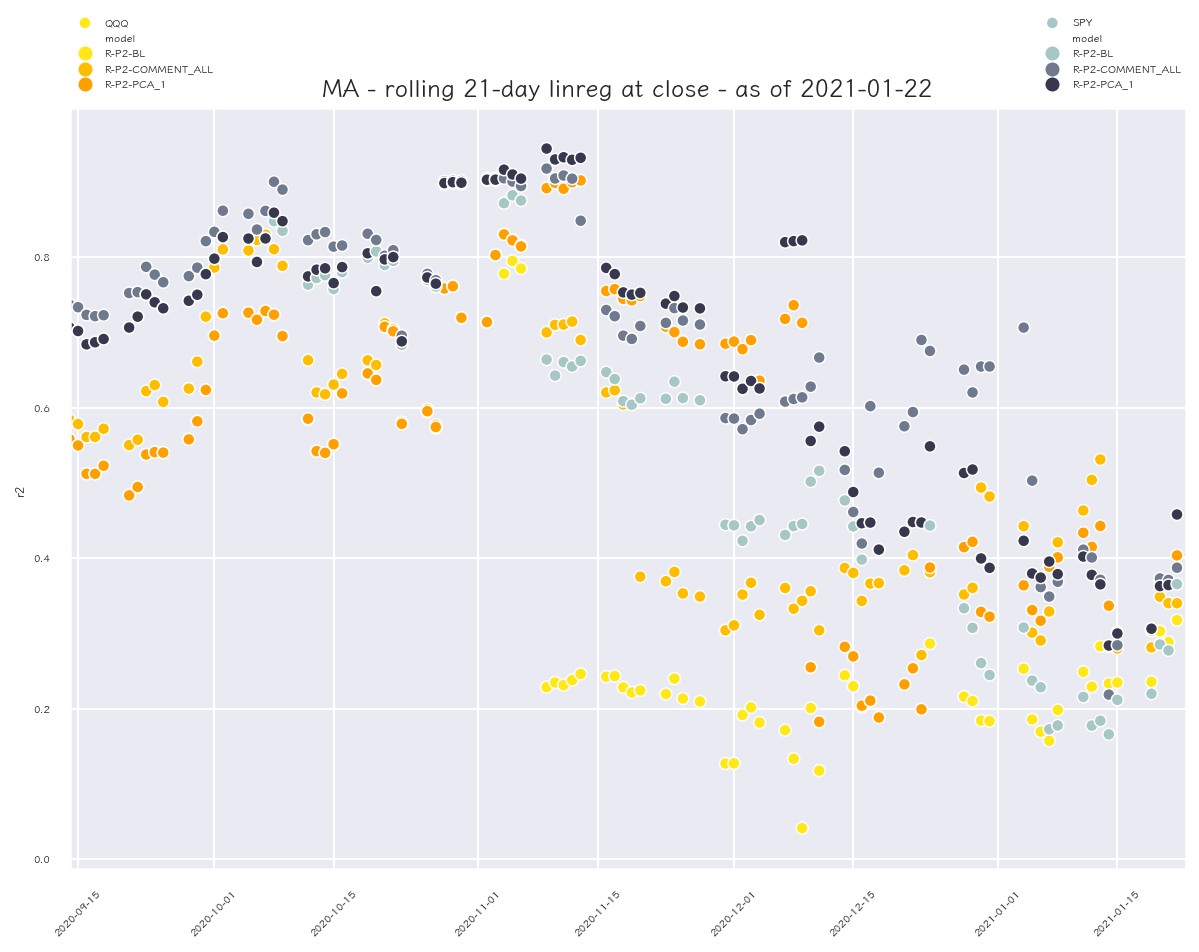 QQQ
model
R-P2-BL
R-P2-COMMENT_ALL
R-P2-PCA_1
SPY
model
R-P2-BL
R-P2-COMMENT_ALL
R-P2-PCA_1
MA - rolling 21-day linreg at close - as of 2021-01-22
r2
0.8
0.6
0.4
0.2
0.0
2020-09-15
2020-10-01
2020-10-15
2020-11-01
2020-11-15
2020-12-01
2020-12-15
2021-01-01
2021-01-15